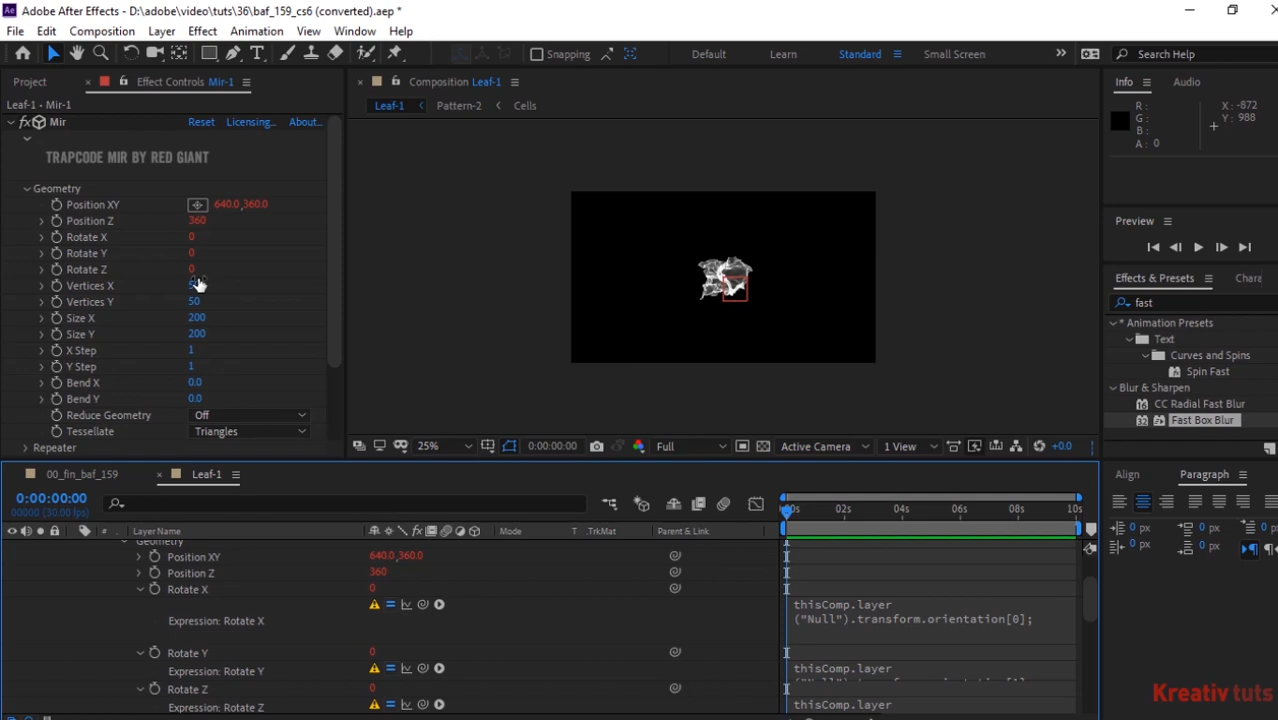 Adobe After Effects - D:\adobe\video\tuts\36\baf_159_cs6 (converted).aep *
File Edit Composition Layer Effect Animation View Window Help
Snapping Default Learn Standard Small Screen Search Help
Project Effect Controls Mir-1 Composition Leaf-1 Info Audio
Leaf-1 • Mir-1
Leaf-1 Pattern-2 Cells
R: X: -872
G: Y: 988
B:
A: 0
fx Mir Reset Licensing... About...
TRAPCODE MIR BY RED GIANT
Geometry
Position XY 640.0,360.0
Position Z 360
Rotate X 0
Rotate Y 0
Rotate Z 0
Vertices X
Vertices Y 50
Size X 200
Size Y 200
X Step 1
Y Step 1
Bend X 0.0
Bend Y 0.0
Reduce Geometry Off
Tessellate Triangles
Repeater
Preview
Effects & Presets Chara
fast
* Animation Presets
Text
Curves and Spins
Spin Fast
Blur & Sharpen
16 CC Radial Fast Blur
32 Fast Box Blur
25% 0:00:00:00 Full Active Camera 1 View +0.0
00_fin_baf_159 Leaf-1
Align Paragraph
0:00:00:00
00000 (30.00 fps)
:00s 02s 04s 06s 08s 10s
# Layer Name Mode T .TrkMat Parent & Link
0 px 0 px 0 px
0 px 0 px
Geometry
Position XY 640.0,360.0
Position Z 360
Rotate X 0
Expression: Rotate X
thisComp.layer
("Null").transform.orientation[0];
Rotate Y 0
Expression: Rotate Y
thisComp.layer
Rotate Z 0
Expression: Rotate Z
thisComp.layer
Kreativ tuts